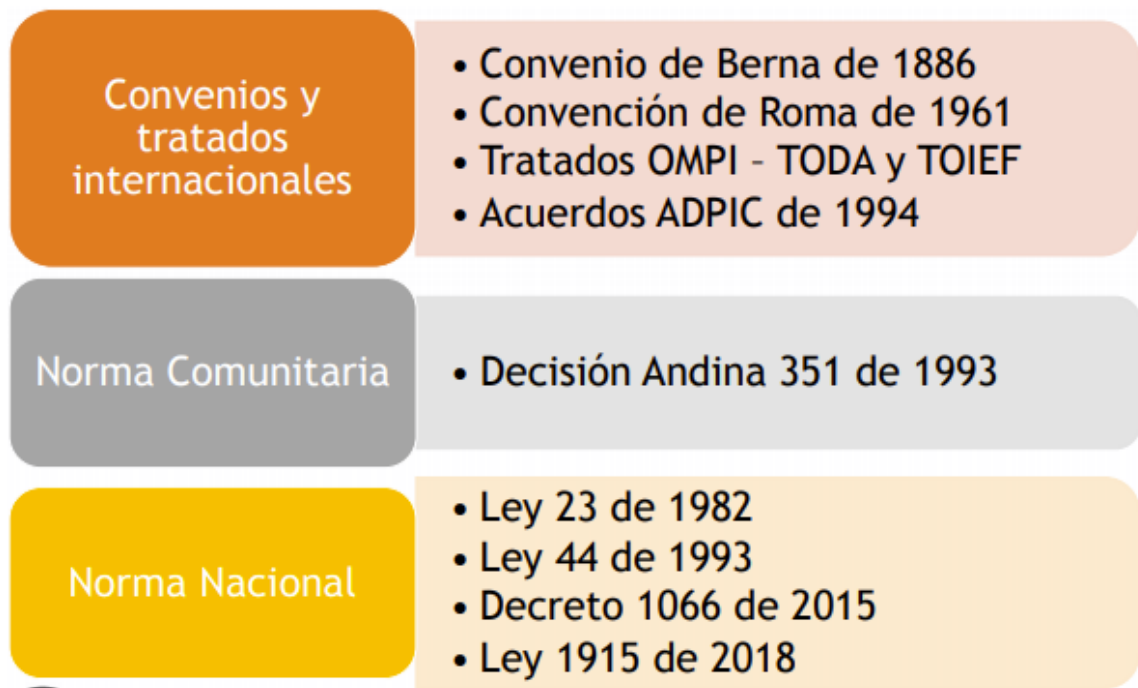 Convenios y
tratados
internacionales
• Convenio de Berna de 1886
• Convención de Roma de 1961
• Tratados OMPI – TODA y TOIEF
• Acuerdos ADPIC de 1994
Norma Comunitaria
• Decisión Andina 351 de 1993
Norma Nacional
• Ley 23 de 1982
• Ley 44 de 1993
• Decreto 1066 de 2015
• Ley 1915 de 2018